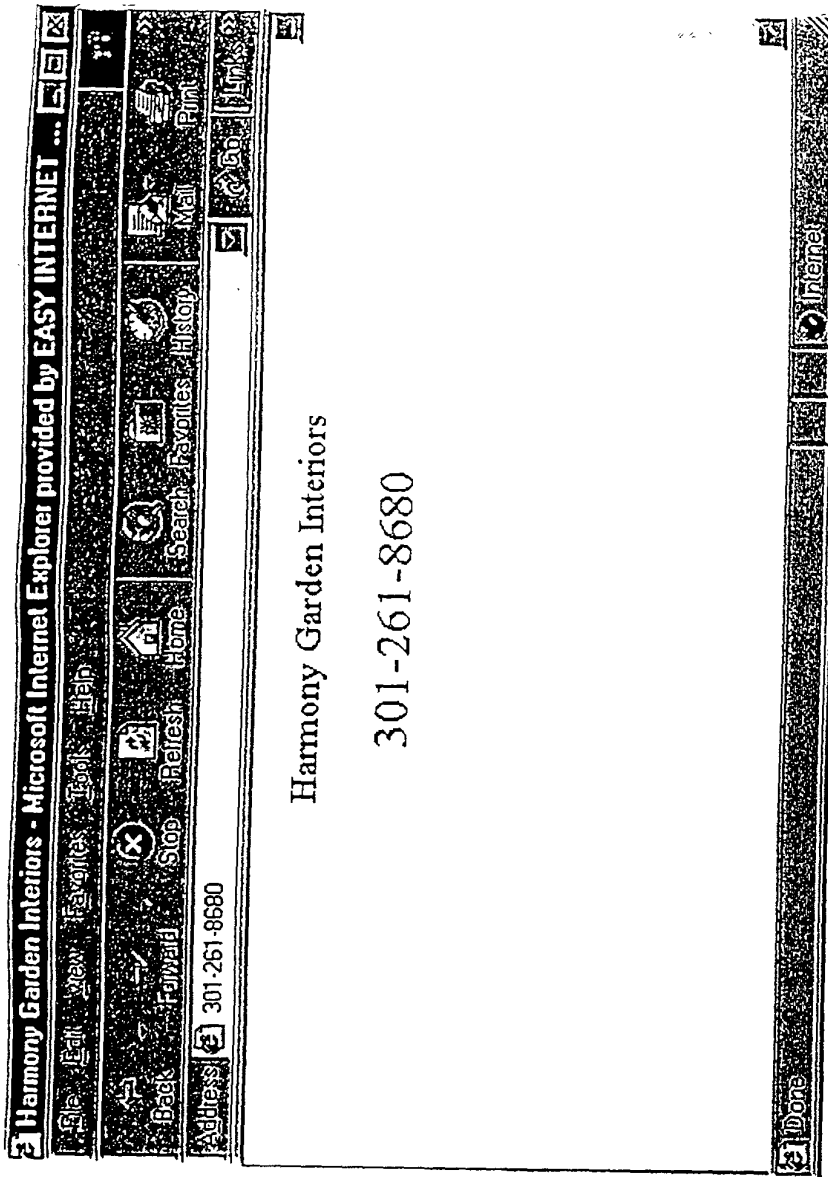 Harmony Garden Interiors - Microsoft Internet Explorer provided by EASY INTERNET ...
File Edit View Favorites Tools Help
Back Forward Stop Refresh Home Search Favorites History Mail Print »
Address 301-261-8680 Go Links »
Harmony Garden Interiors
301-261-8680
Done Internet